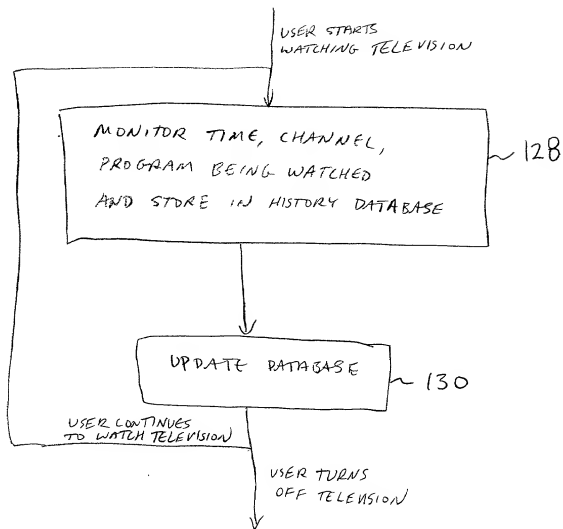 USER STARTS
WATCHING TELEVISION
MONITOR TIME, CHANNEL,
PROGRAM BEING WATCHED
AND STORE IN HISTORY DATABASE
128
UPDATE DATABASE
130
USER CONTINUES
TO WATCH TELEVISION
USER TURNS
OFF TELEVISION